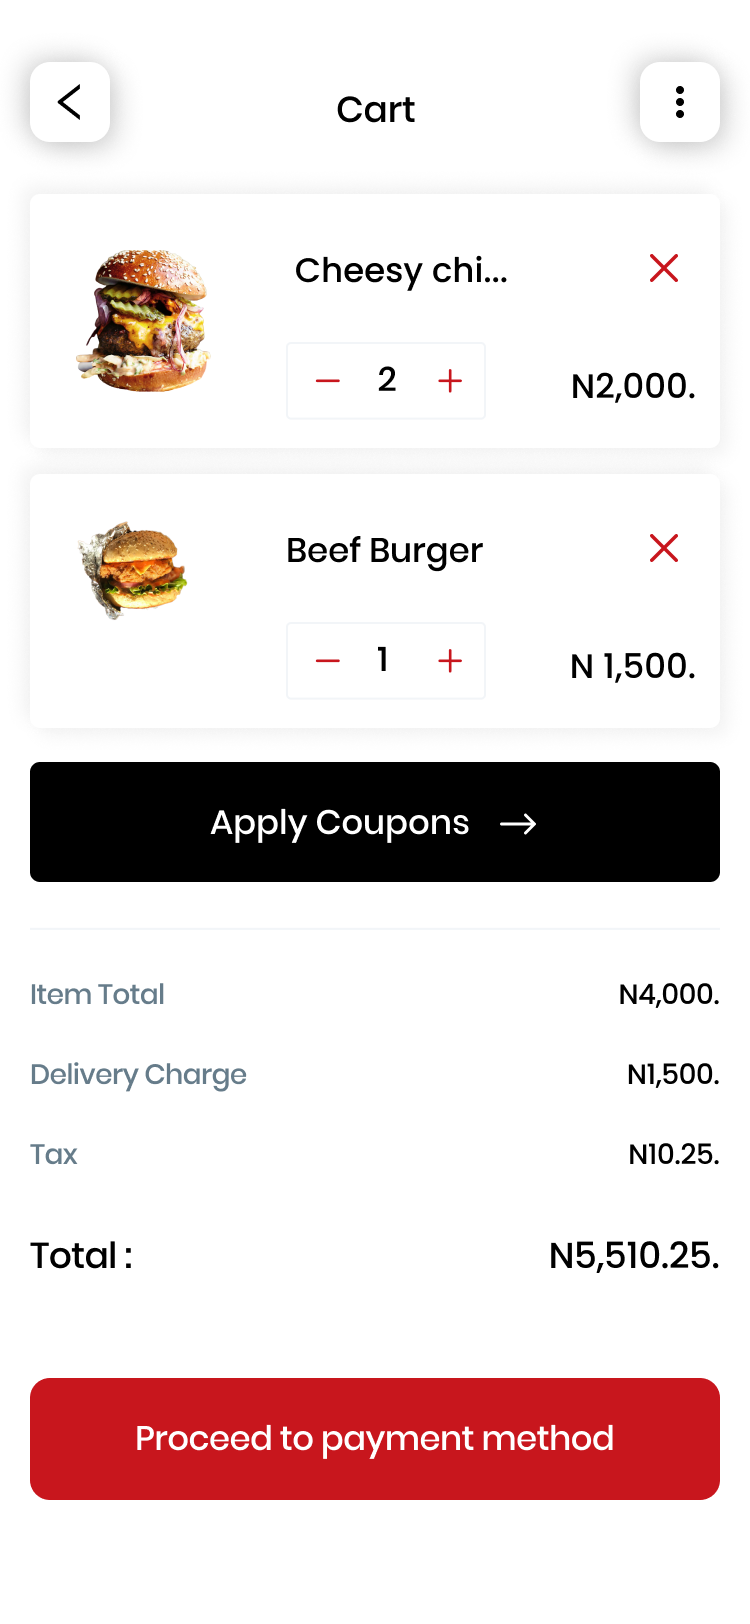 Cart
Cheesy chi...
2
N2,000.
Beef Burger
1
N 1,500.
Apply Coupons
Item Total N4,000.
Delivery Charge N1,500.
Tax N10.25.
Total : N5,510.25.
Proceed to payment method